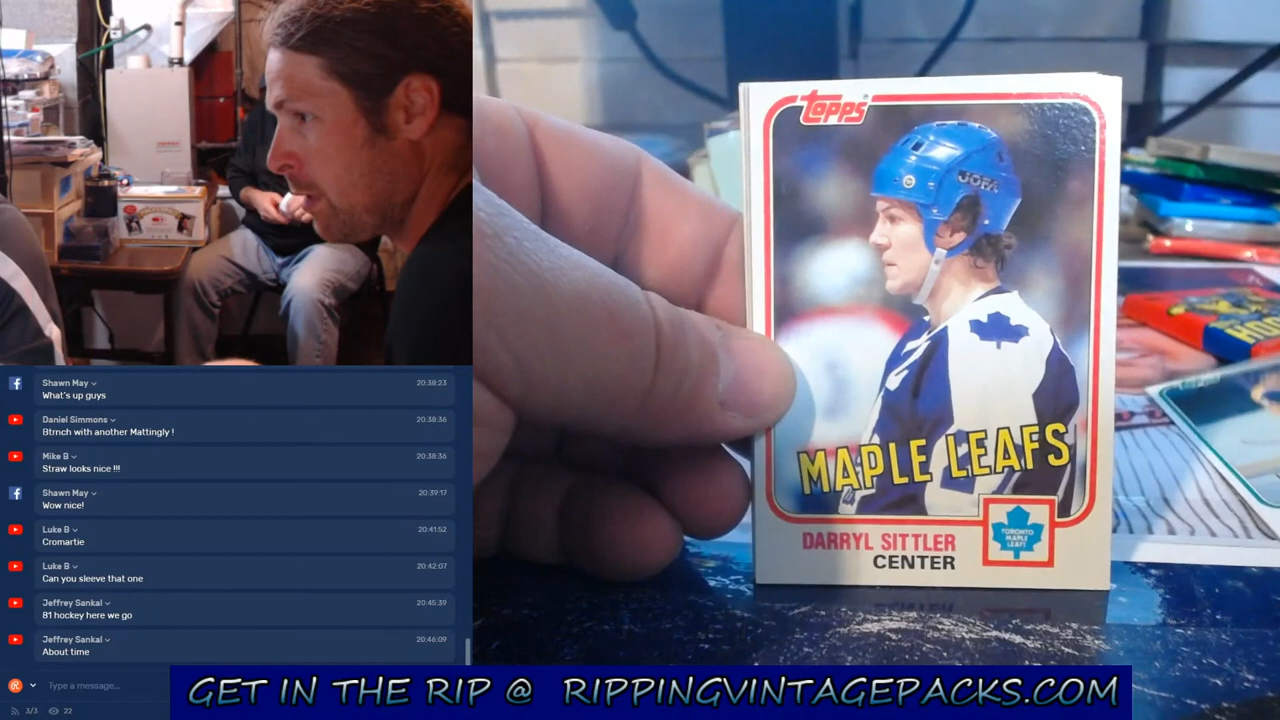 Shawn May
20:38:23
What's up guys
Daniel Simmons
20:38:36
Btrnch with another Mattingly !
Mike B
20:38:36
Straw looks nice !!!
Shawn May
20:39:17
Wow nice!
Luke B
20:41:52
Cromartie
Luke B
20:42:07
Can you sleeve that one
Jeffrey Sankal
20:45:39
81 hockey here we go
Jeffrey Sankal
20:46:09
About time
Type a message...
3/3 22
topps
JOFA
MAPLE LEAFS
DARRYL SITTLER
CENTER
TORONTO
MAPLE
LEAFS
GET IN THE RIP @ RIPPINGVINTAGEPACKS.COM